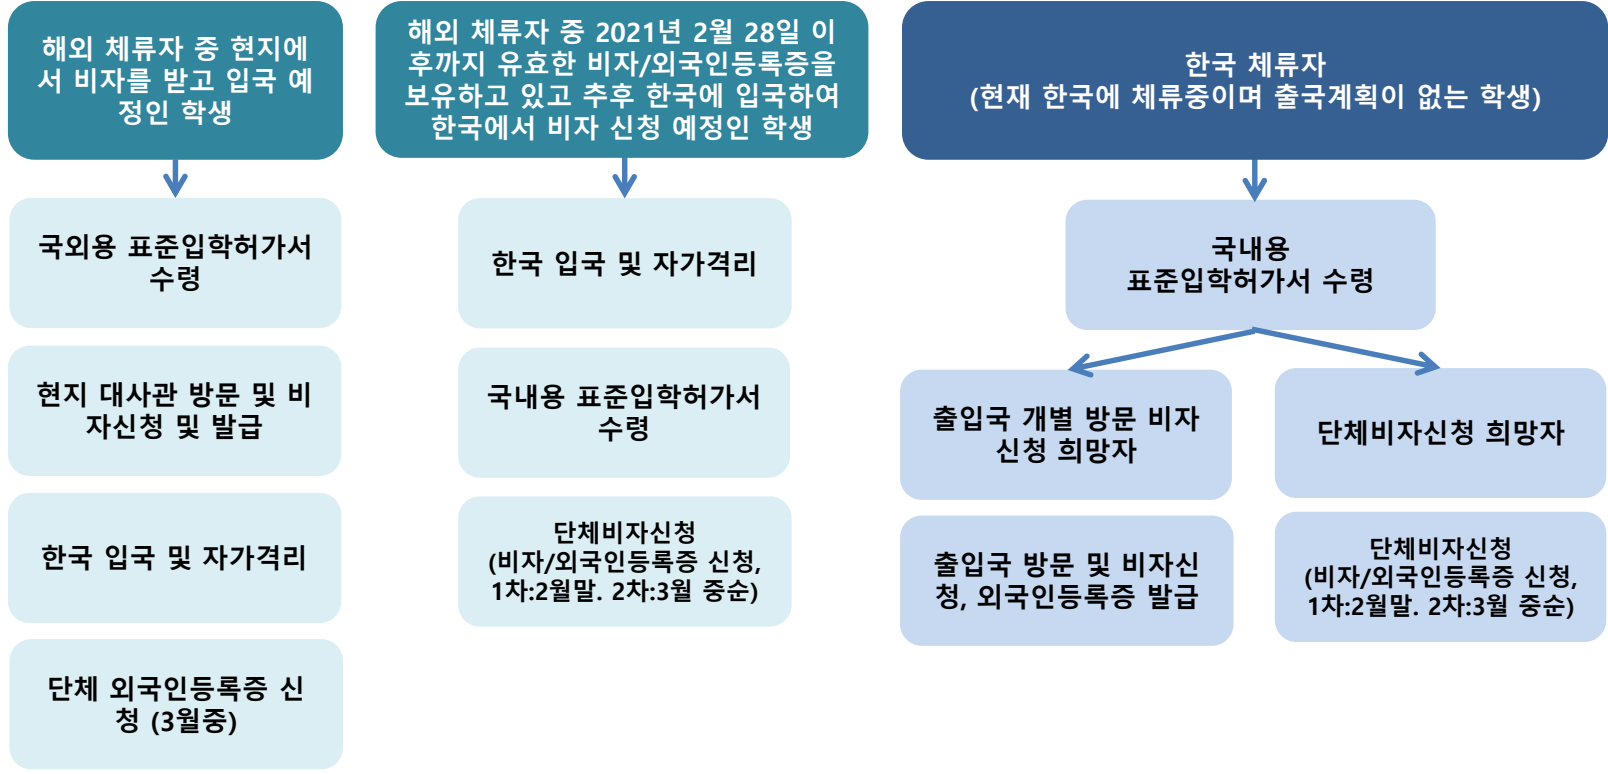 해외 체류자 중 현지에
서 비자를 받고 입국 예
정인 학생
국외용 표준입학허가서
수령
현지 대사관 방문 및 비
자신청 및 발급
한국 입국 및 자가격리
단체 외국인등록증 신
청 (3월중)
해외 체류자 중 2021년 2월 28일 이
후까지 유효한 비자/외국인등록증을
보유하고 있고 추후 한국에 입국하여
한국에서 비자 신청 예정인 학생
한국 입국 및 자가격리
국내용 표준입학허가서
수령
단체비자신청
(비자/외국인등록증 신청,
1차:2월말. 2차:3월 중순)
한국 체류자
(현재 한국에 체류중이며 출국계획이 없는 학생)
국내용
표준입학허가서 수령
출입국 개별 방문 비자
신청 희망자
출입국 방문 및 비자신
청, 외국인등록증 발급
단체비자신청 희망자
단체비자신청
(비자/외국인등록증 신청,
1차:2월말. 2차:3월 중순)